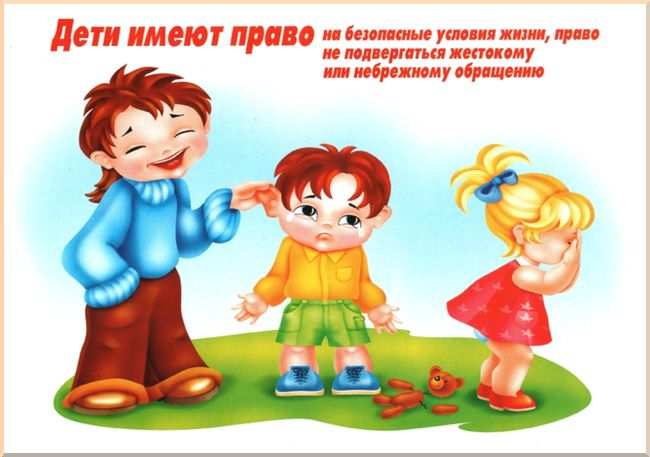 Дети имеют право на безопасные условия жизни, право
не подвергаться жестокому
или небрежному обращению